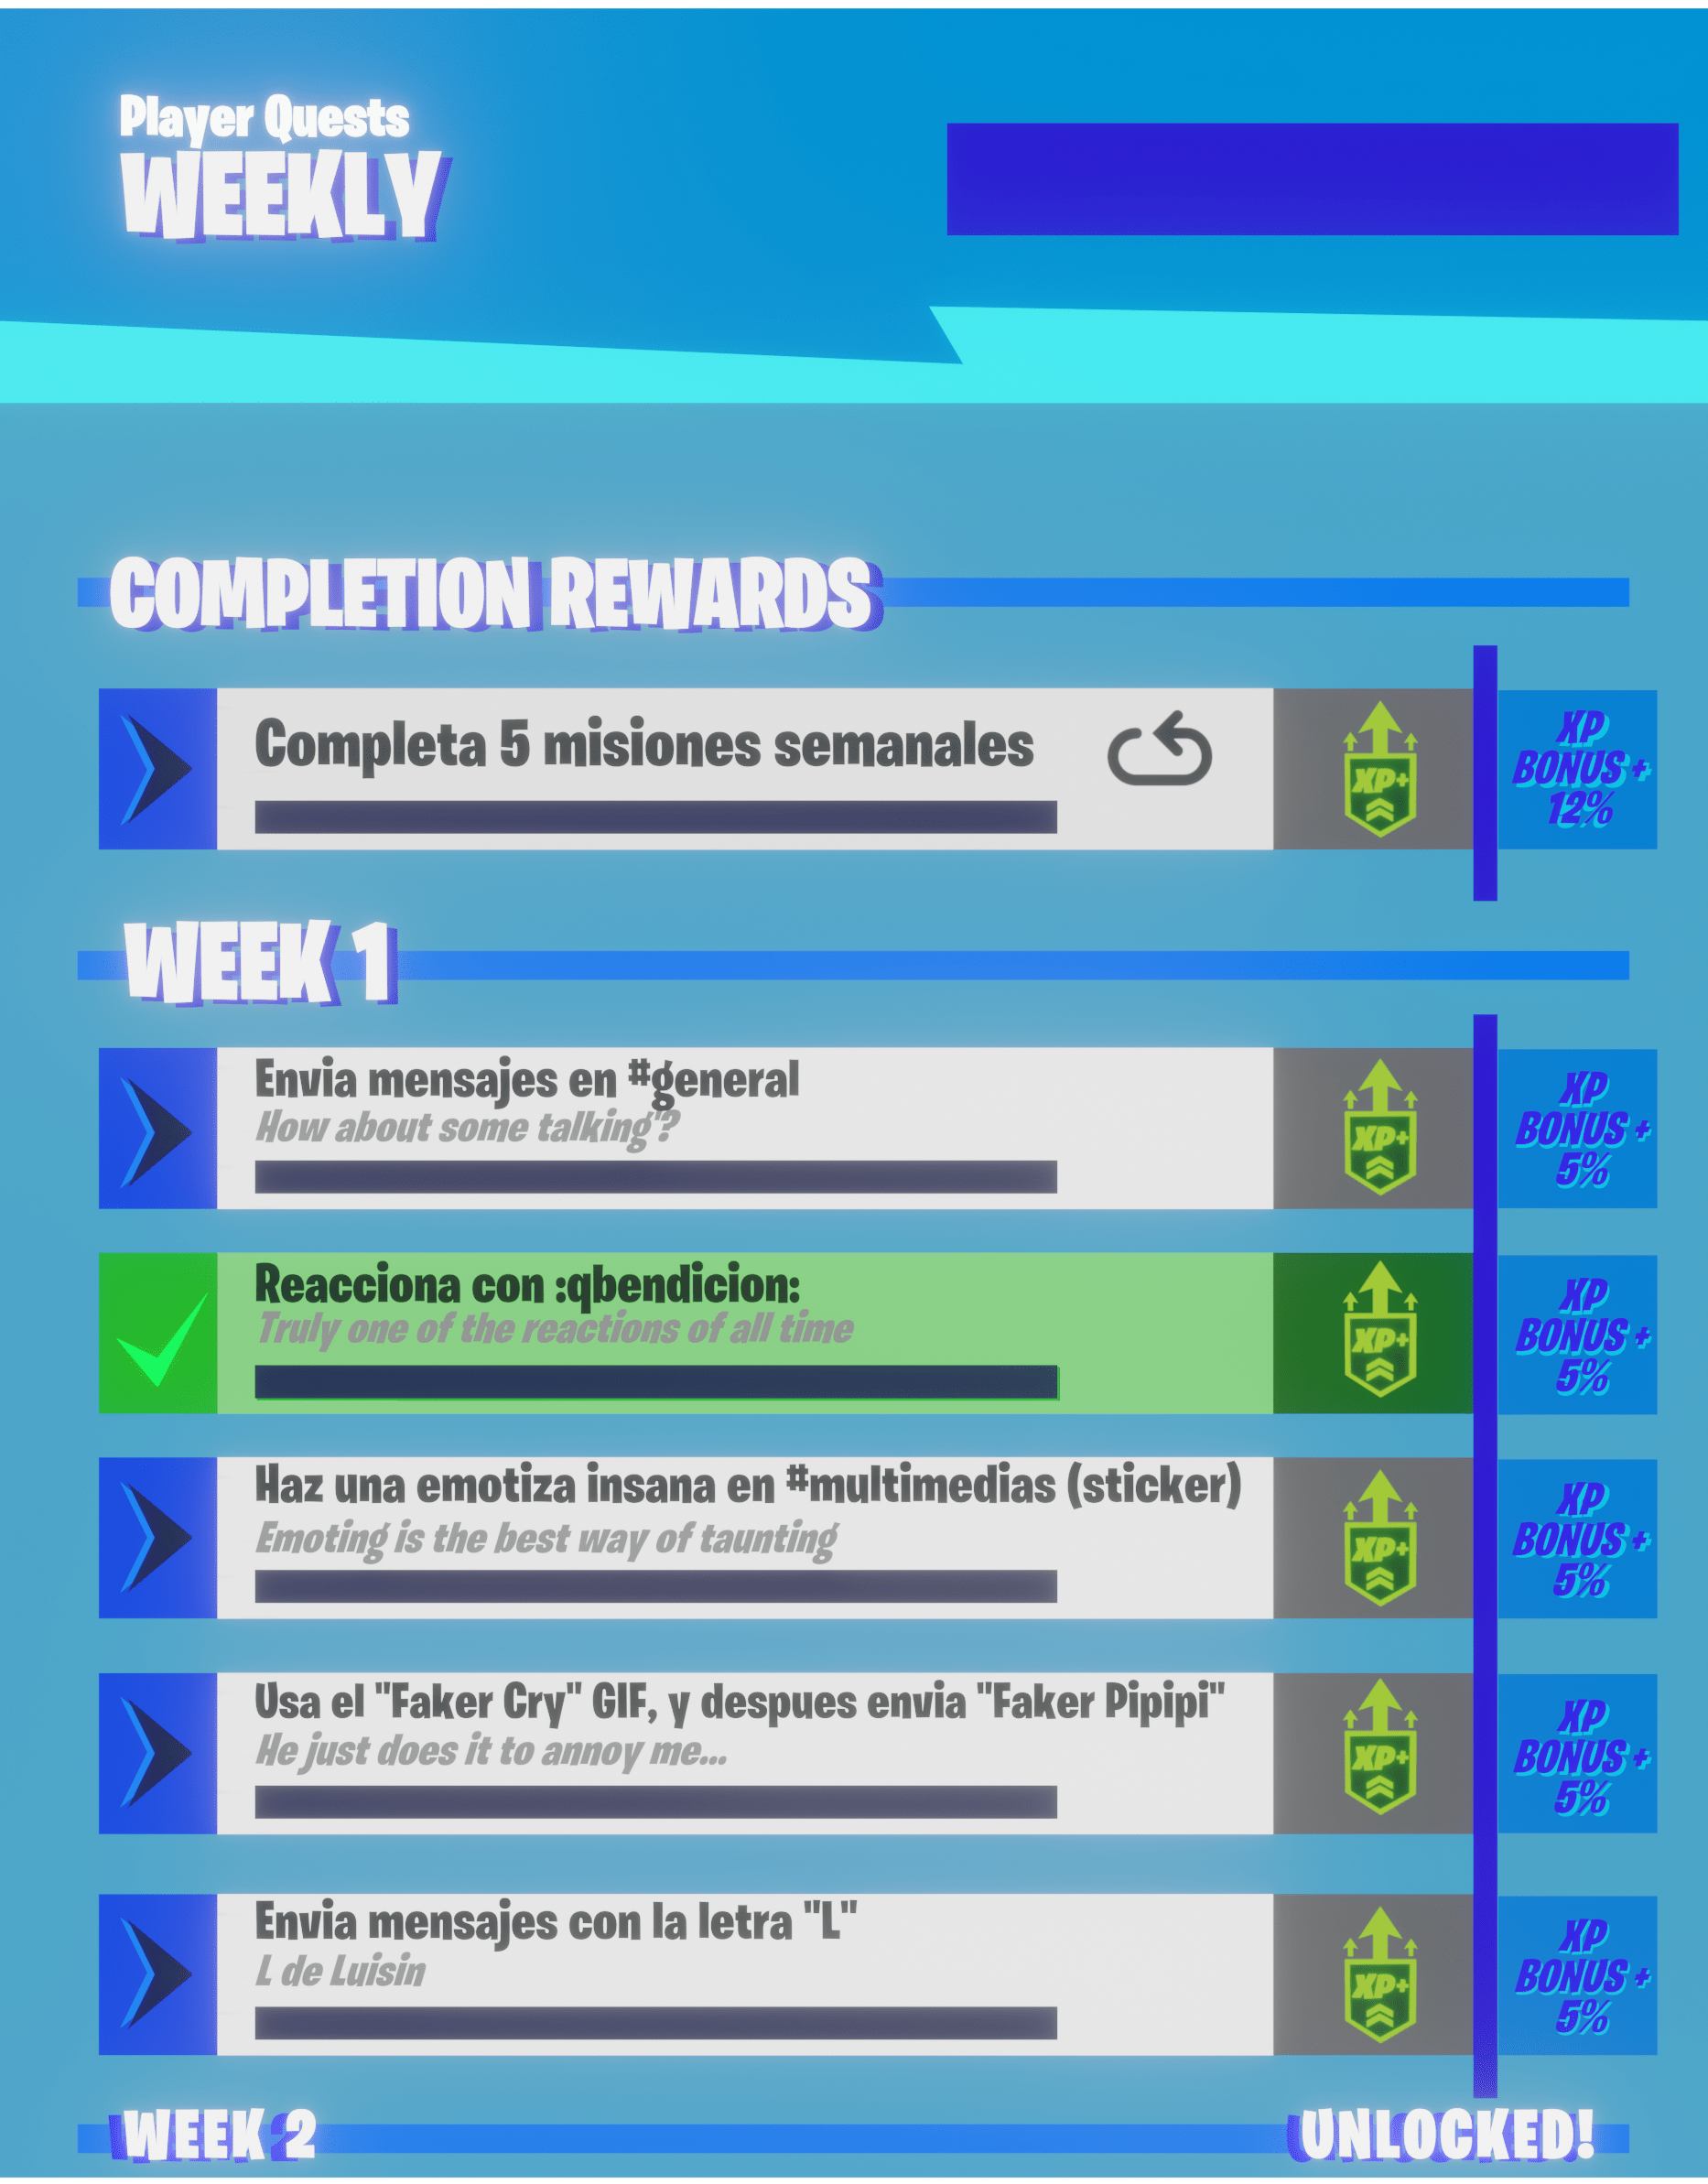 Player Quests
WEEKLY
COMPLETION REWARDS
Completa 5 misiones semanales
XP+
XP
BONUS +
12%
WEEK 1
Envia mensajes en #general
How about some talking?
XP+
XP
BONUS +
5%
Reacciona con :qbendicion:
Truly one of the reactions of all time
XP+
XP
BONUS +
5%
Haz una emotiza insana en #multimedias (sticker)
Emoting is the best way of taunting
XP+
XP
BONUS +
5%
Usa el "Faker Cry" GIF, y despues envia "Faker Pipipi"
He just does it to annoy me...
XP+
XP
BONUS +
5%
Envia mensajes con la letra "L"
L de Luisin
XP+
XP
BONUS +
5%
WEEK 2
UNLOCKED!